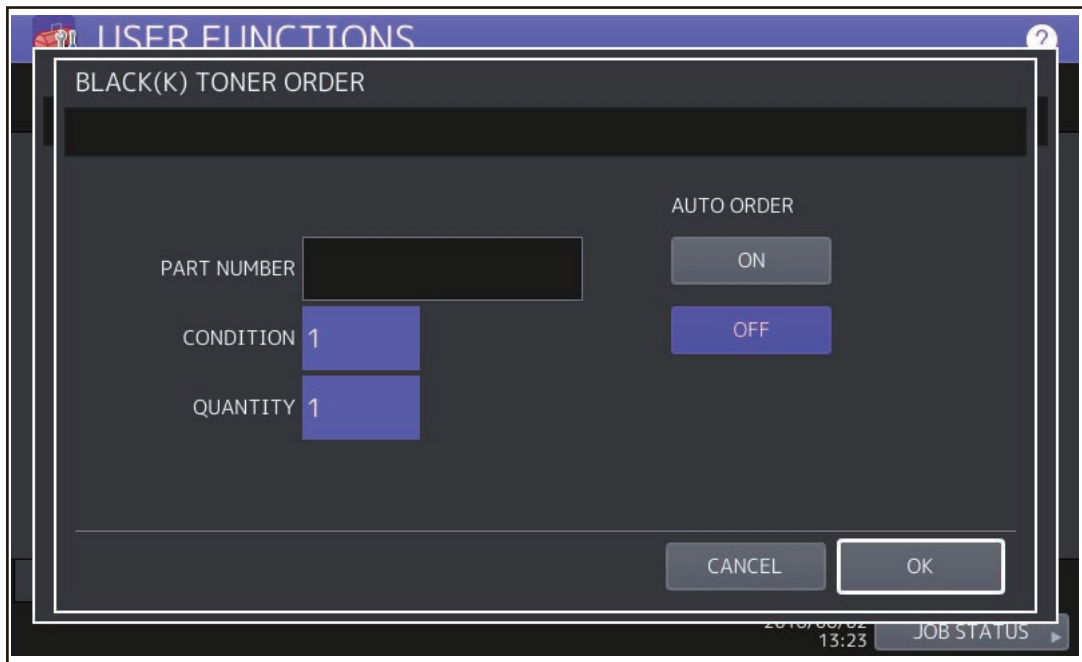 USER FUNCTIONS
?
BLACK(K) TONER ORDER
AUTO ORDER
PART NUMBER
ON
CONDITION 1
OFF
QUANTITY 1
CANCEL
OK
13:23
JOB STATUS